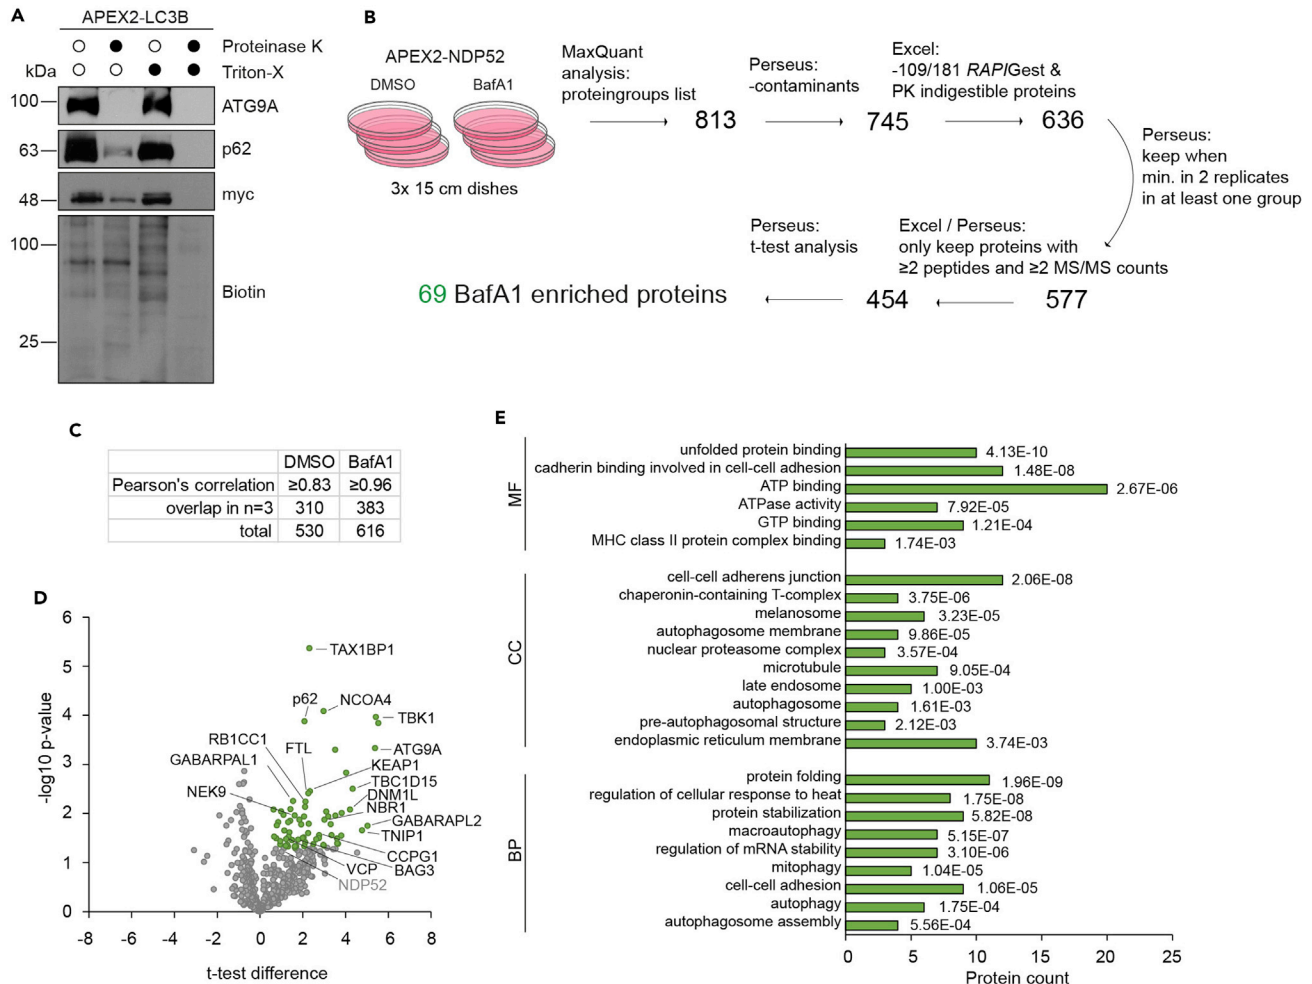 A
APEX2-LC3B
Proteinase K
kDa
Triton-X
100
ATG9A
63
p62
48
myc
100
Biotin
25
B
APEX2-NDP52
DMSO
BafA1
3x 15 cm dishes
MaxQuant
analysis:
proteingroups list
813
Perseus:
-contaminants
745
Excel:
-109/181 RAPIGest &
PK indigestible proteins
636
Perseus:
keep when
min. in 2 replicates
in at least one group
577
Excel / Perseus:
only keep proteins with
≥2 peptides and ≥2 MS/MS counts
454
Perseus:
t-test analysis
69 BafA1 enriched proteins
C
DMSO BafA1
Pearson's correlation ≥0.83 ≥0.96
overlap in n=3 310 383
total 530 616
D
-log10 p-value
6
5
4
3
2
1
0
-8 -6 -4 -2 0 2 4 6 8
t-test difference
TAX1BP1
p62
NCOA4
TBK1
RB1CC1
FTL
ATG9A
GABARPAL1
KEAP1
TBC1D15
NEK9
DNM1L
NBR1
GABARAPL2
TNIP1
CCPG1
VCP
BAG3
NDP52
E
MF
unfolded protein binding 4.13E-10
cadherin binding involved in cell-cell adhesion 1.48E-08
ATP binding 2.67E-06
ATPase activity 7.92E-05
GTP binding 1.21E-04
MHC class II protein complex binding 1.74E-03
CC
cell-cell adherens junction 2.06E-08
chaperonin-containing T-complex 3.75E-06
melanosome 3.23E-05
autophagosome membrane 9.86E-05
nuclear proteasome complex 3.57E-04
microtubule 9.05E-04
late endosome 1.00E-03
autophagosome 1.61E-03
pre-autophagosomal structure 2.12E-03
endoplasmic reticulum membrane 3.74E-03
BP
protein folding 1.96E-09
regulation of cellular response to heat 1.75E-08
protein stabilization 5.82E-08
macroautophagy 5.15E-07
regulation of mRNA stability 3.10E-06
mitophagy 1.04E-05
cell-cell adhesion 1.06E-05
autophagy 1.75E-04
autophagosome assembly 5.56E-04
0 5 10 15 20 25
Protein count